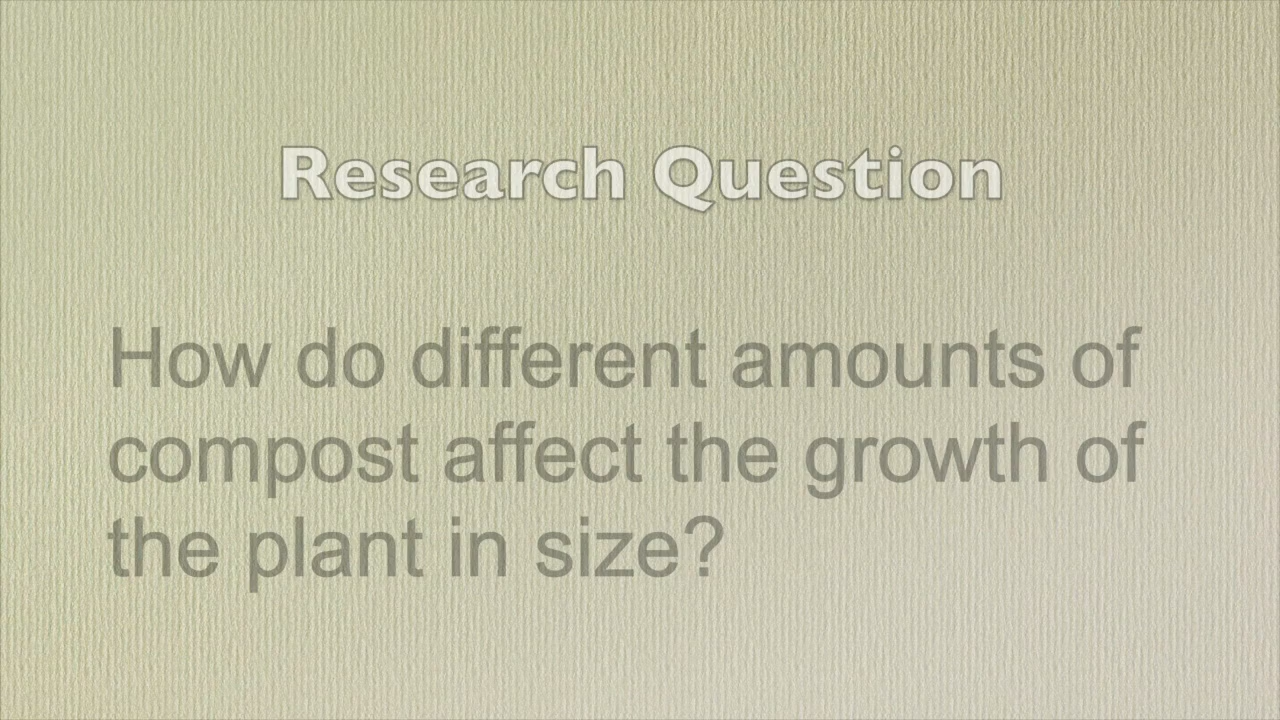 Research Question
How do different amounts of
compost affect the growth of
the plant in size?